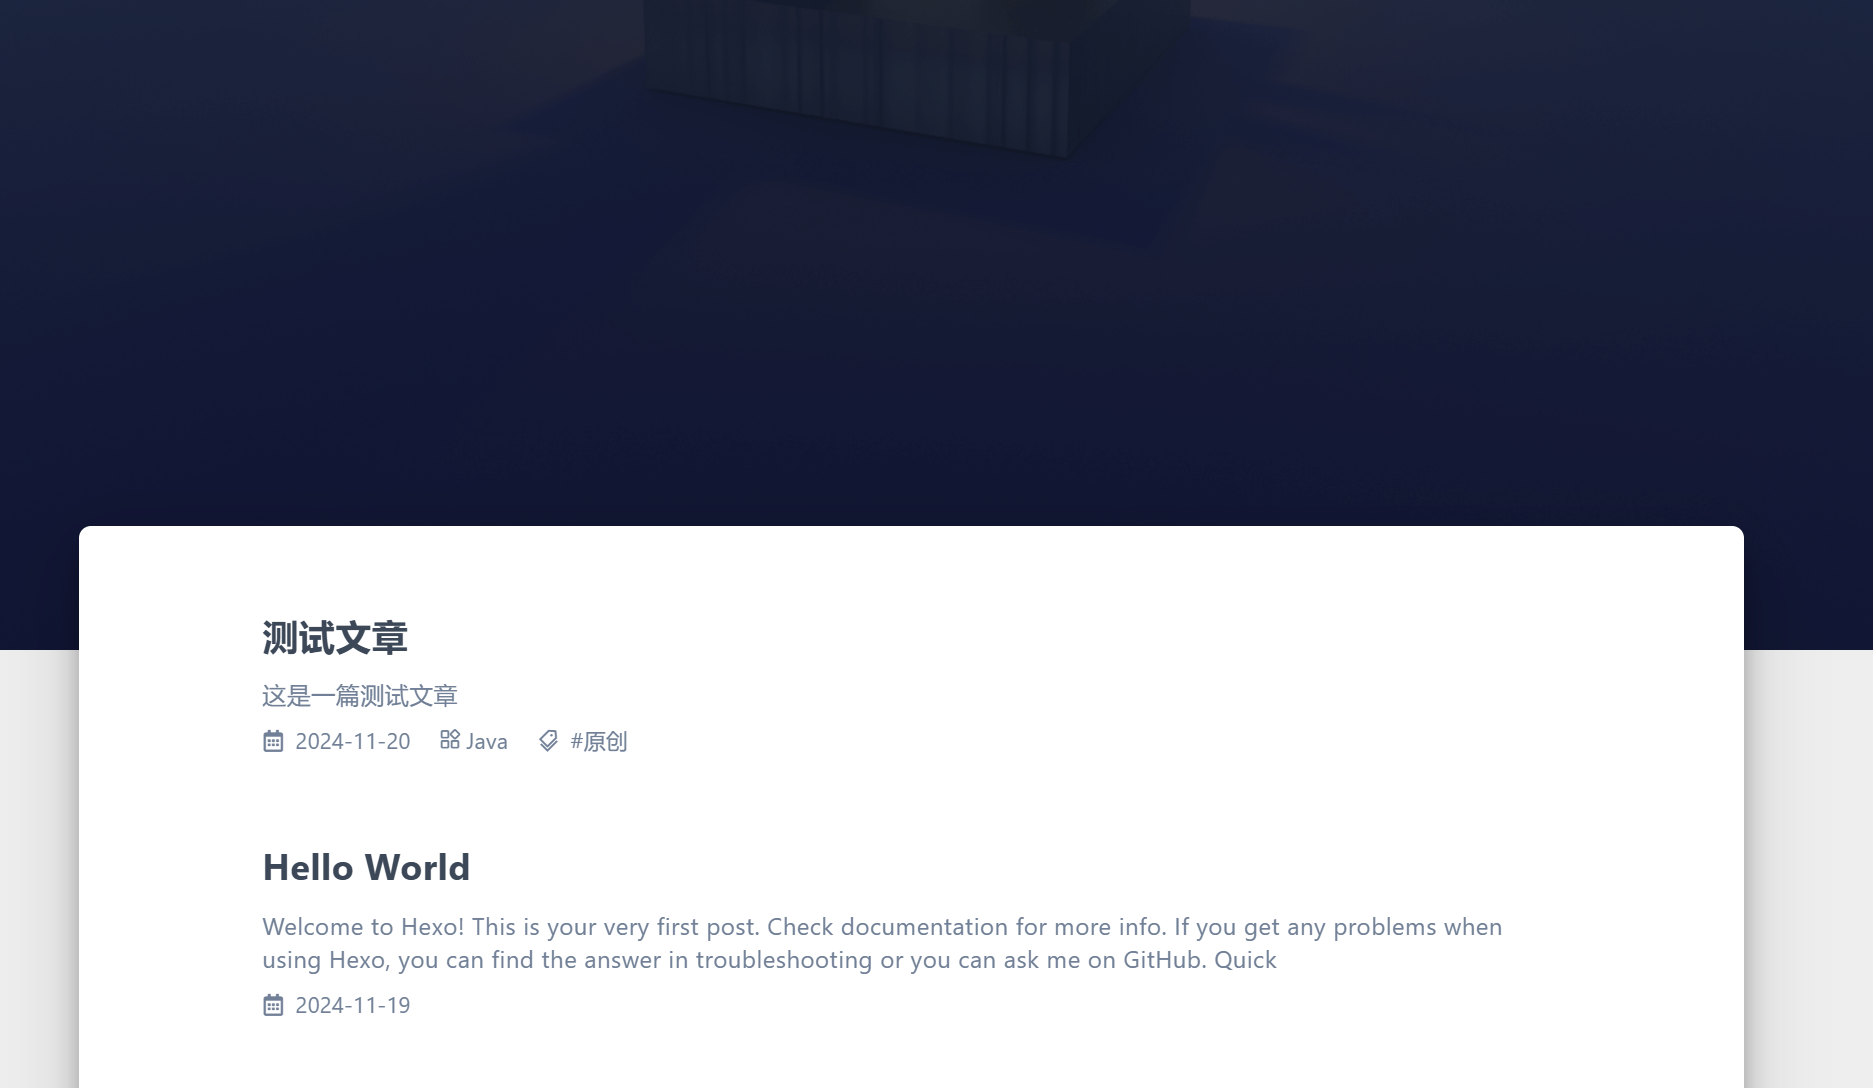 测试文章
这是一篇测试文章
2024-11-20 Java #原创
Hello World
Welcome to Hexo! This is your very first post. Check documentation for more info. If you get any problems when
using Hexo, you can find the answer in troubleshooting or you can ask me on GitHub. Quick
2024-11-19